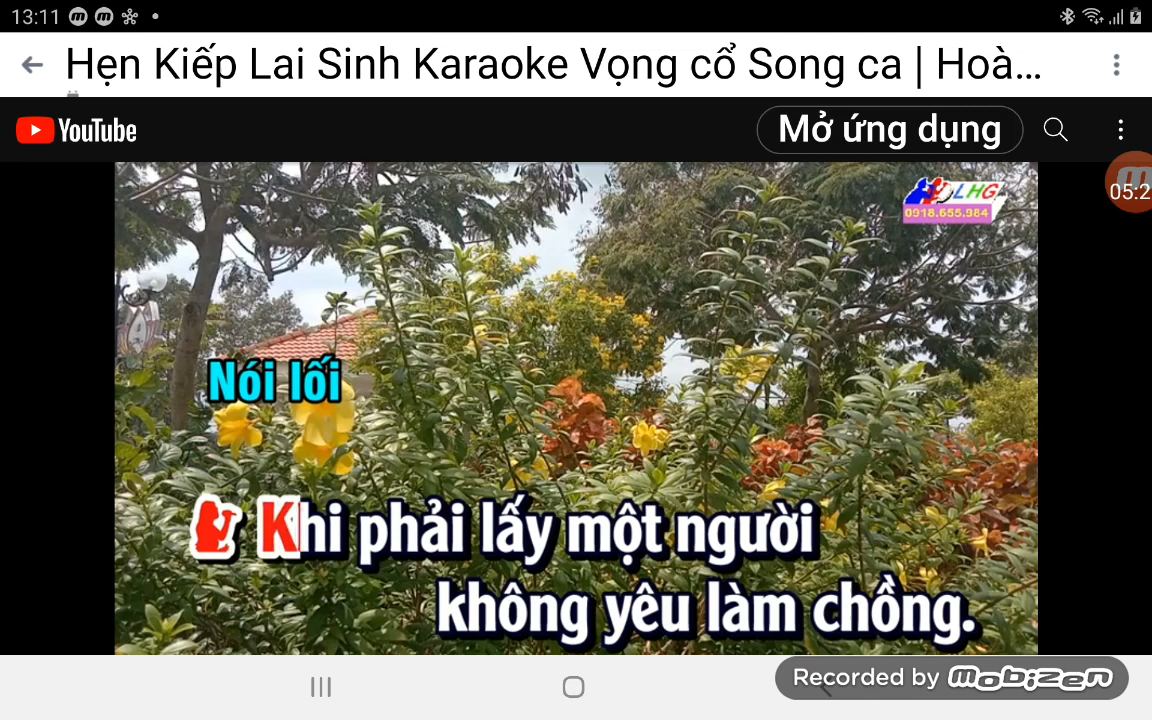 13:11
Hẹn Kiếp Lai Sinh Karaoke Vọng cổ Song ca | Hoà...
YouTube
Mở ứng dụng
LHG
0918.655.984
05:2
Nói lối
Khi phải lấy một người
không yêu làm chồng.
Recorded by mobizen